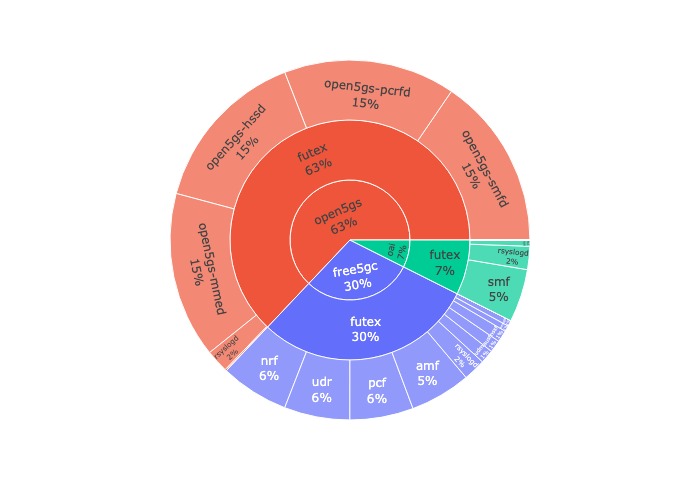 open5gs-pcrfd
15%
open5gs-hssd
15%
open5gs-smfd
15%
futex
63%
open5gs
63%
open5gs-mmed
15%
oai
7%
futex
7%
rsyslogd
2%
smf
5%
free5gc
30%
futex
30%
rsyslogd
2%
nrf
6%
udr
6%
pcf
6%
amf
5%
rsyslogd
2%